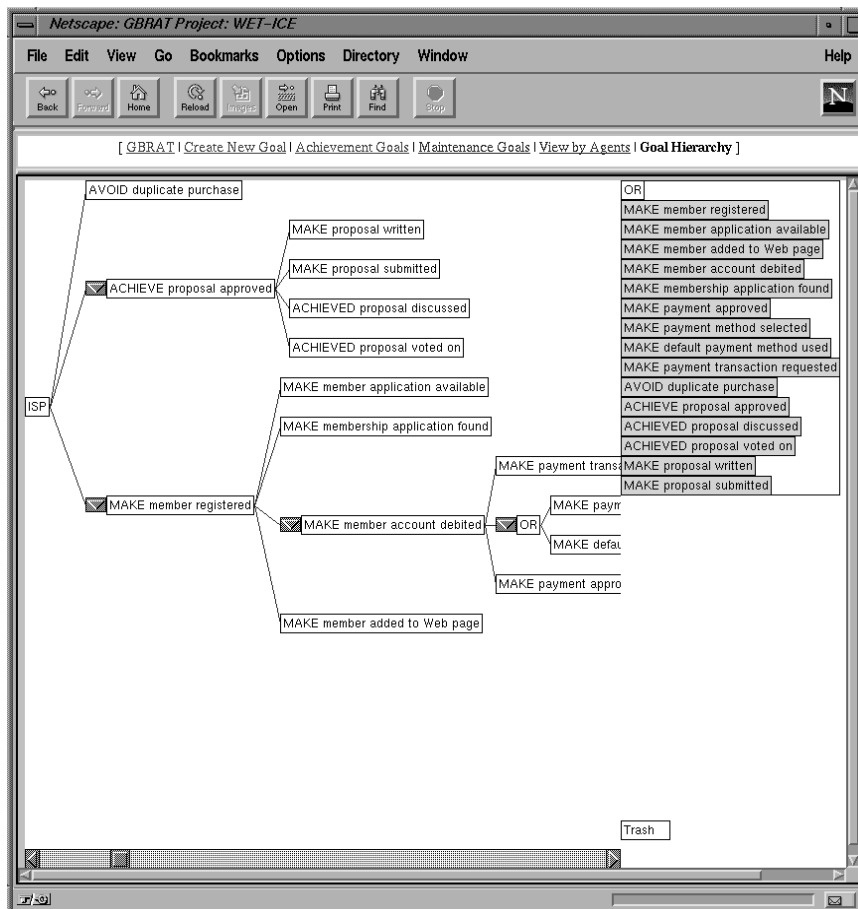 Netscape: GBRAT Project: WET-ICE
File Edit View Go Bookmarks Options Directory Window Help
Back Forward Home Reload Images Open Print Find Stop
N
[ GBRAT | Create New Goal | Achievement Goals | Maintenance Goals | View by Agents | Goal Hierarchy ]
AVOID duplicate purchase
MAKE proposal written
MAKE proposal submitted
ACHIEVE proposal approved
ACHIEVED proposal discussed
ACHIEVED proposal voted on
MAKE member application available
ISP
MAKE membership application found
MAKE payment transa
MAKE member registered
MAKE paym
MAKE member account debited
OR
MAKE defau
MAKE payment appro
MAKE member added to Web page
OR
MAKE member registered
MAKE member application available
MAKE member added to Web page
MAKE member account debited
MAKE membership application found
MAKE payment approved
MAKE payment method selected
MAKE default payment method used
MAKE payment transaction requested
AVOID duplicate purchase
ACHIEVE proposal approved
ACHIEVED proposal discussed
ACHIEVED proposal voted on
MAKE proposal written
MAKE proposal submitted
Trash